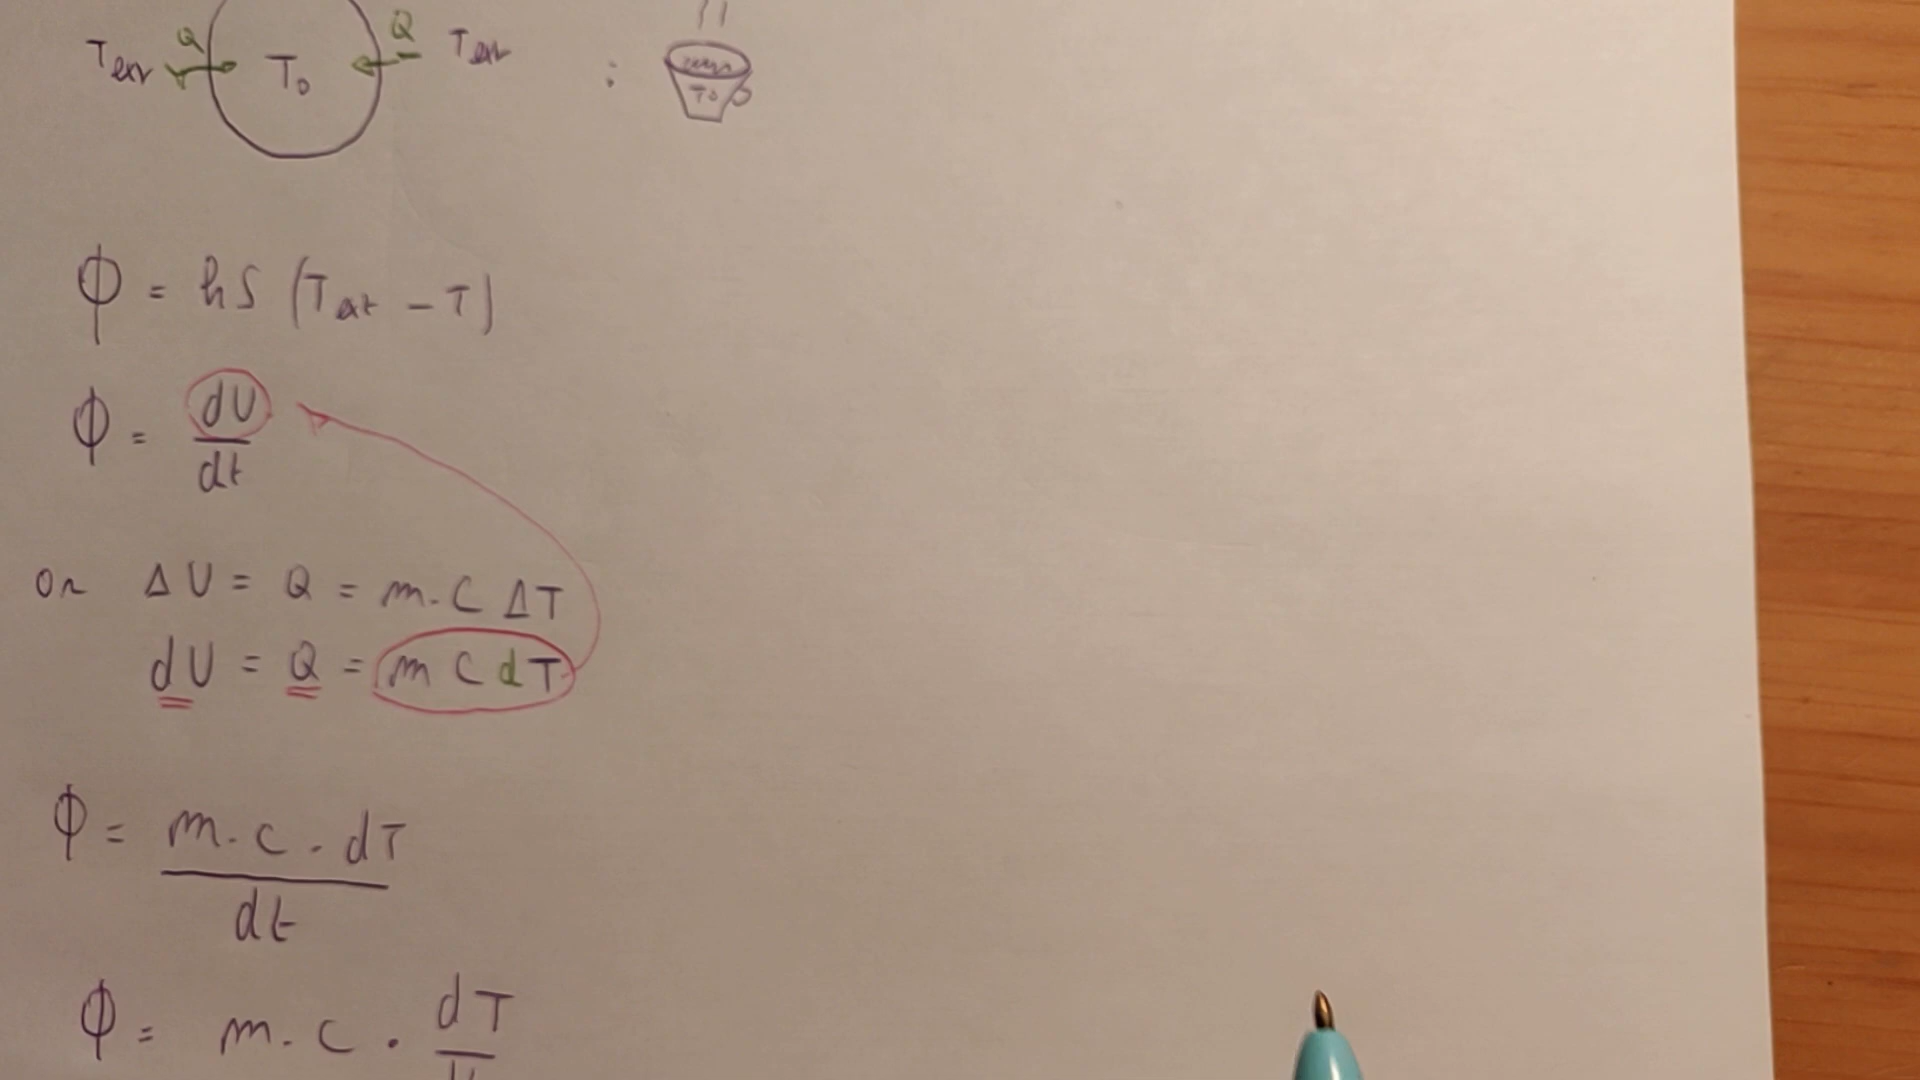 Text Q T0 Q Text : T0
Φ = hS (Text - T)
Φ = dU/dt
Or ΔU = Q = m.C ΔT
dU = Q = m C dT
Φ = m.c.dT/dt
Φ = m.c.dT/